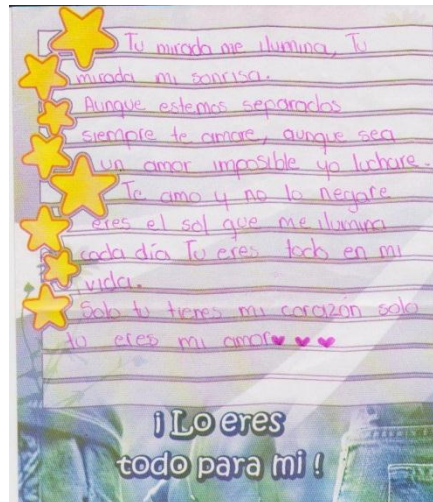 Tu mirada me ilumina, Tu
mirada mi sonrisa.
Aunque estemos separados
siempre te amare, aunque sea
un amor imposible yo luchare.
Te amo y no lo negare
eres el sol que me ilumina
cada día Tu eres todo en mi
vida.
Solo tu tienes mi corazón solo
tu eres mi amor
¡Lo eres
todo para mi!